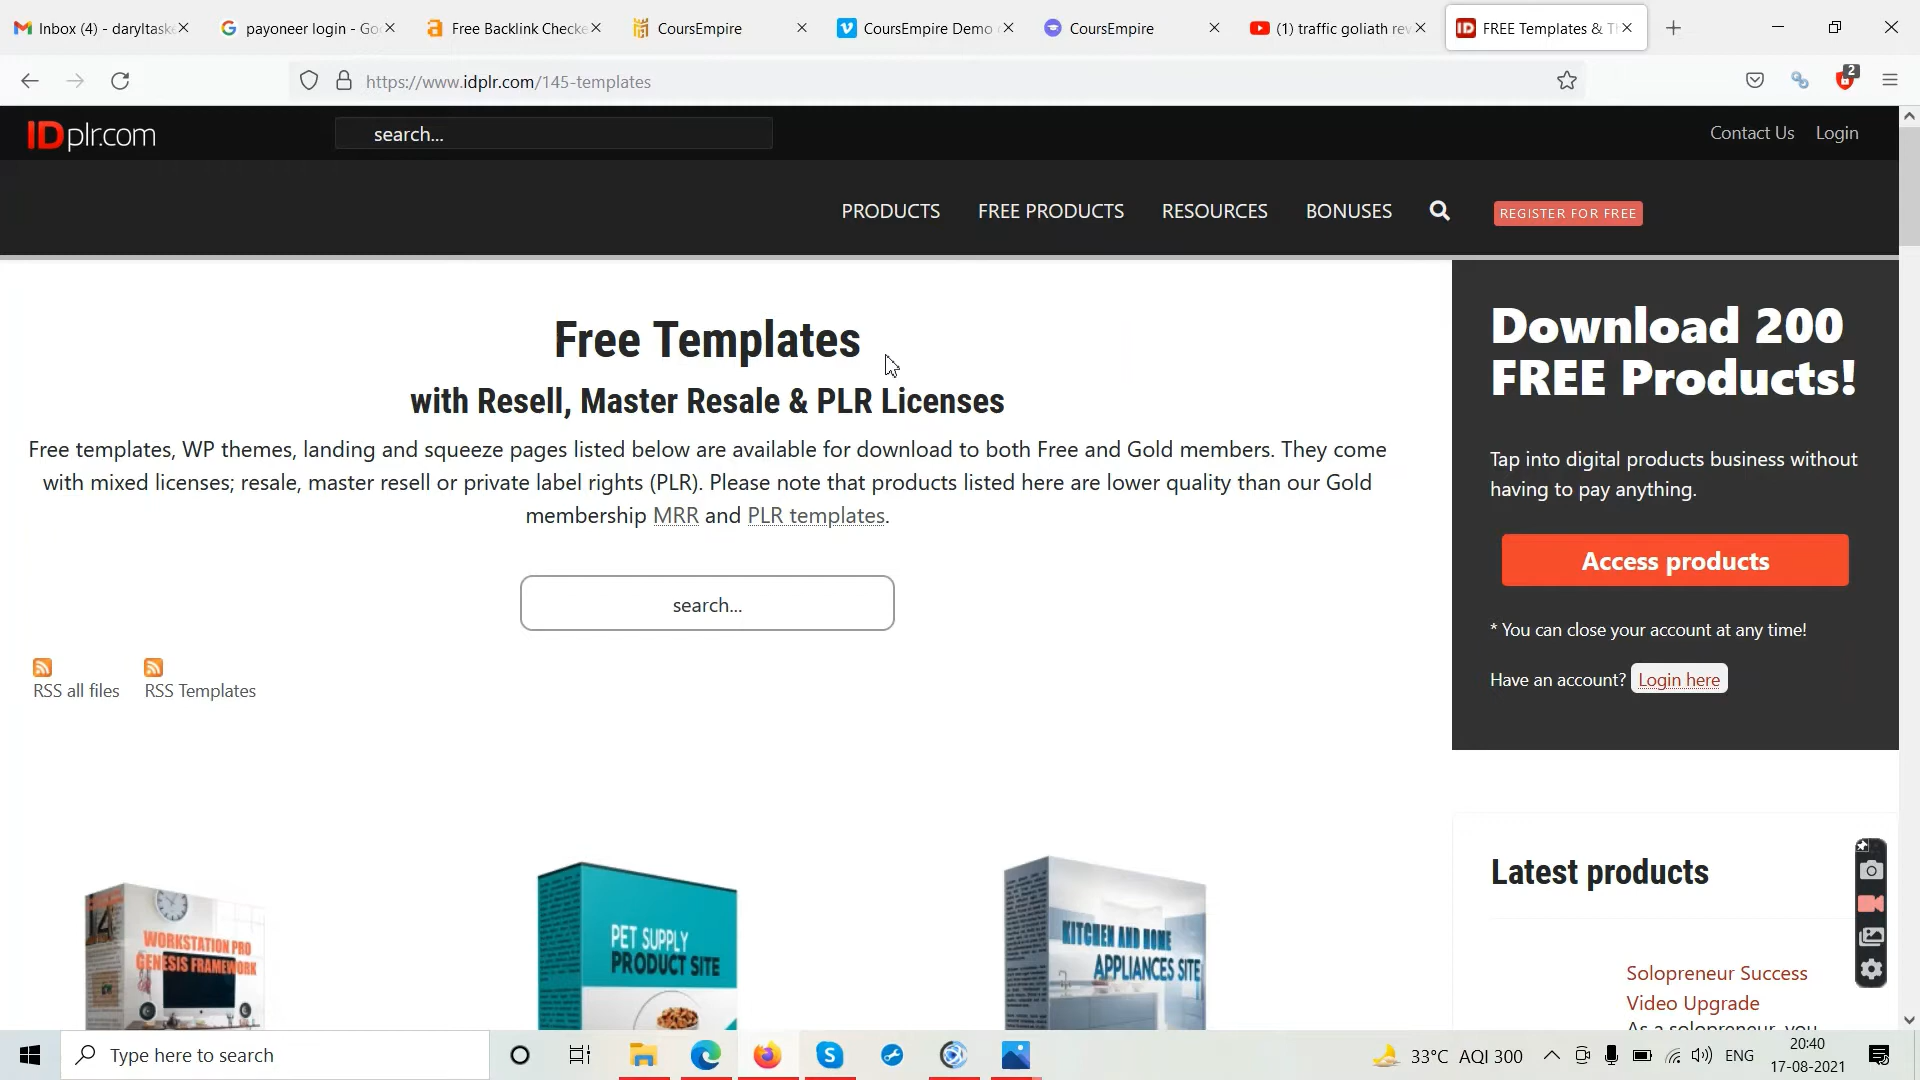 Inbox (4) - daryltask
payoneer login - Go
Free Backlink Checke
CoursEmpire
CoursEmpire Demo
CoursEmpire
(1) traffic goliath rev
ID
FREE Templates & T
https://www.idplr.com/145-templates
2
IDplr.com
search...
Contact Us
Login
PRODUCTS
FREE PRODUCTS
RESOURCES
BONUSES
REGISTER FOR FREE
Free Templates
with Resell, Master Resale & PLR Licenses
Free templates, WP themes, landing and squeeze pages listed below are available for download to both Free and Gold members. They come
with mixed licenses; resale, master resell or private label rights (PLR). Please note that products listed here are lower quality than our Gold
membership MRR and PLR templates.
search...
RSS all files
RSS Templates
Download 200
FREE Products!
Tap into digital products business without
having to pay anything.
Access products
* You can close your account at any time!
Have an account? Login here
WORKSTATION PRO
GENESIS FRAMEWORK
PET SUPPLY
PRODUCT SITE
KITCHEN AND HOME
APPLIANCES SITE
Latest products
Solopreneur Success
Video Upgrade
As a solopreneur, you
Type here to search
33°C AQI 300
ENG
20:40
17-08-2021